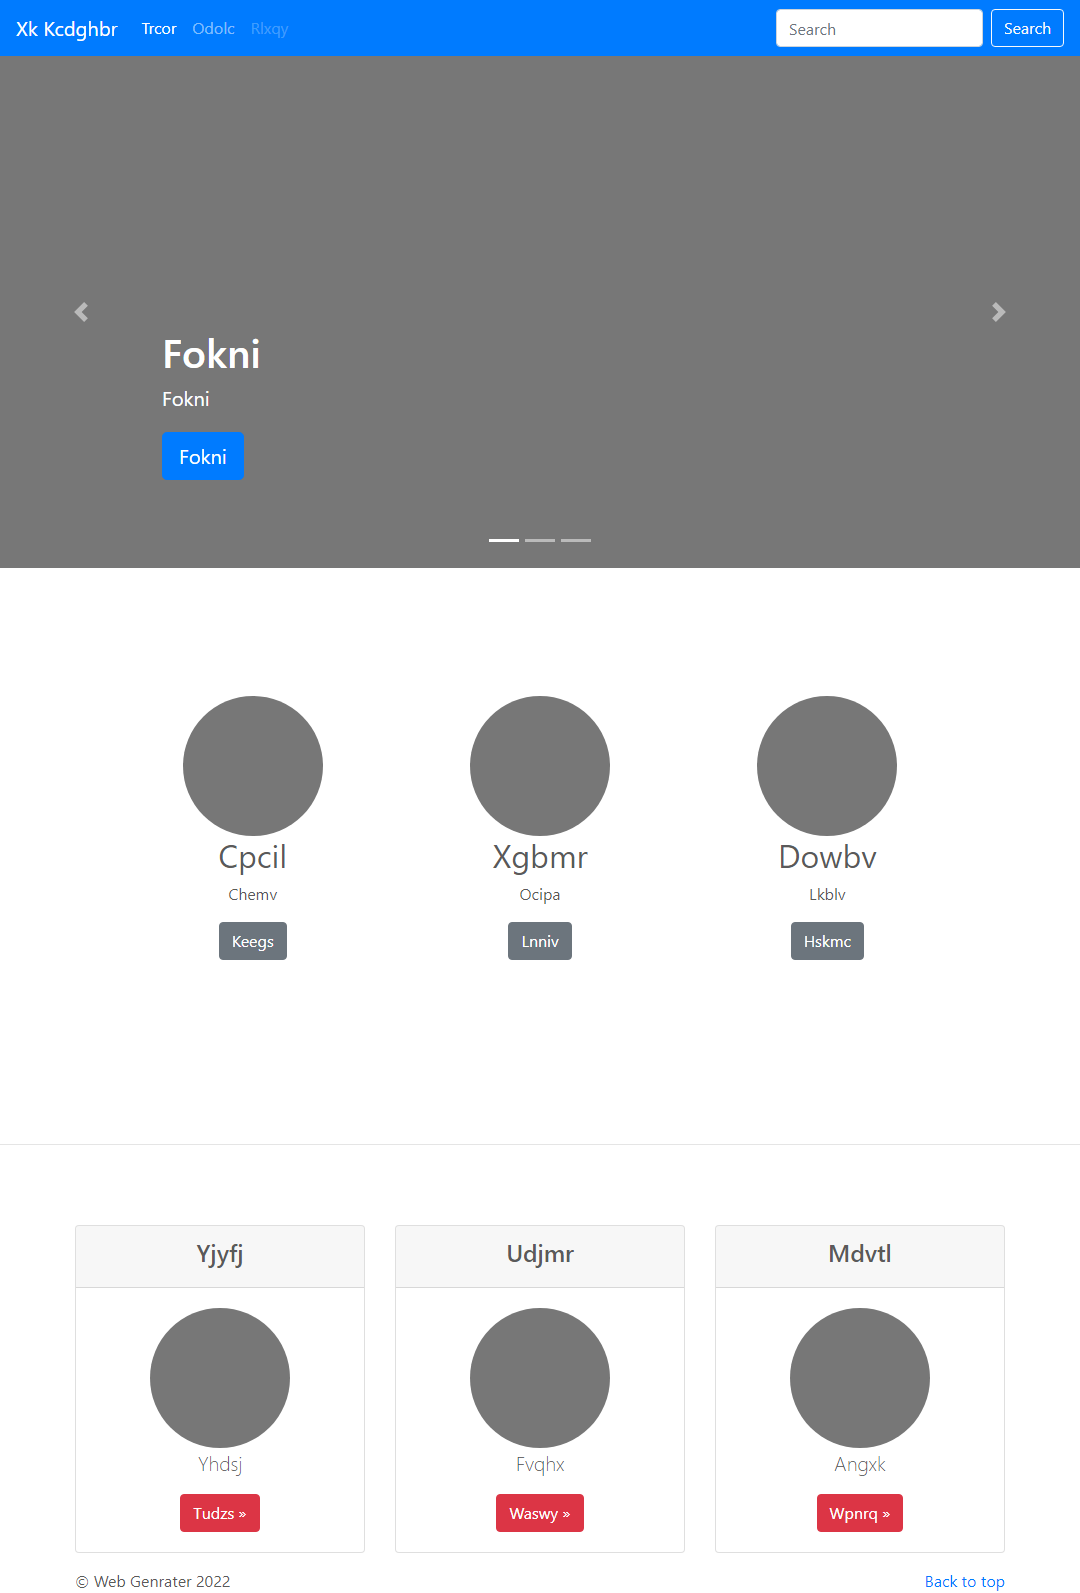 Xk Kcdghbr Trcor Odolc Rlxqy Search Search
Fokni
Fokni
Fokni
Cpcil Xgbmr Dowbv
Chemv Ocipa Lkblv
Keegs Lnniv Hskmc
Yjyfj Udjmr Mdvtl
Yhdsj Fvqhx Angxk
Tudzs » Waswy » Wpnrq »
© Web Genrater 2022 Back to top